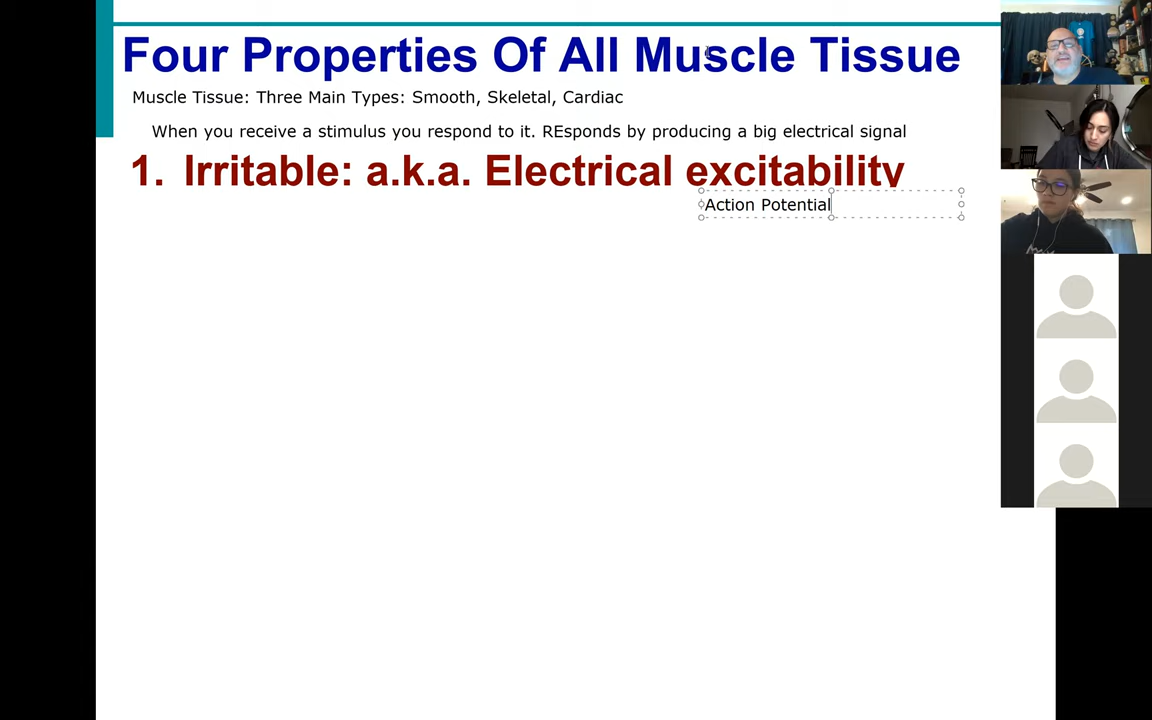 Four Properties Of All Muscle Tissue
Muscle Tissue: Three Main Types: Smooth, Skeletal, Cardiac
When you receive a stimulus you respond to it. REsponds by producing a big electrical signal
1. Irritable: a.k.a. Electrical excitability
Action Potential